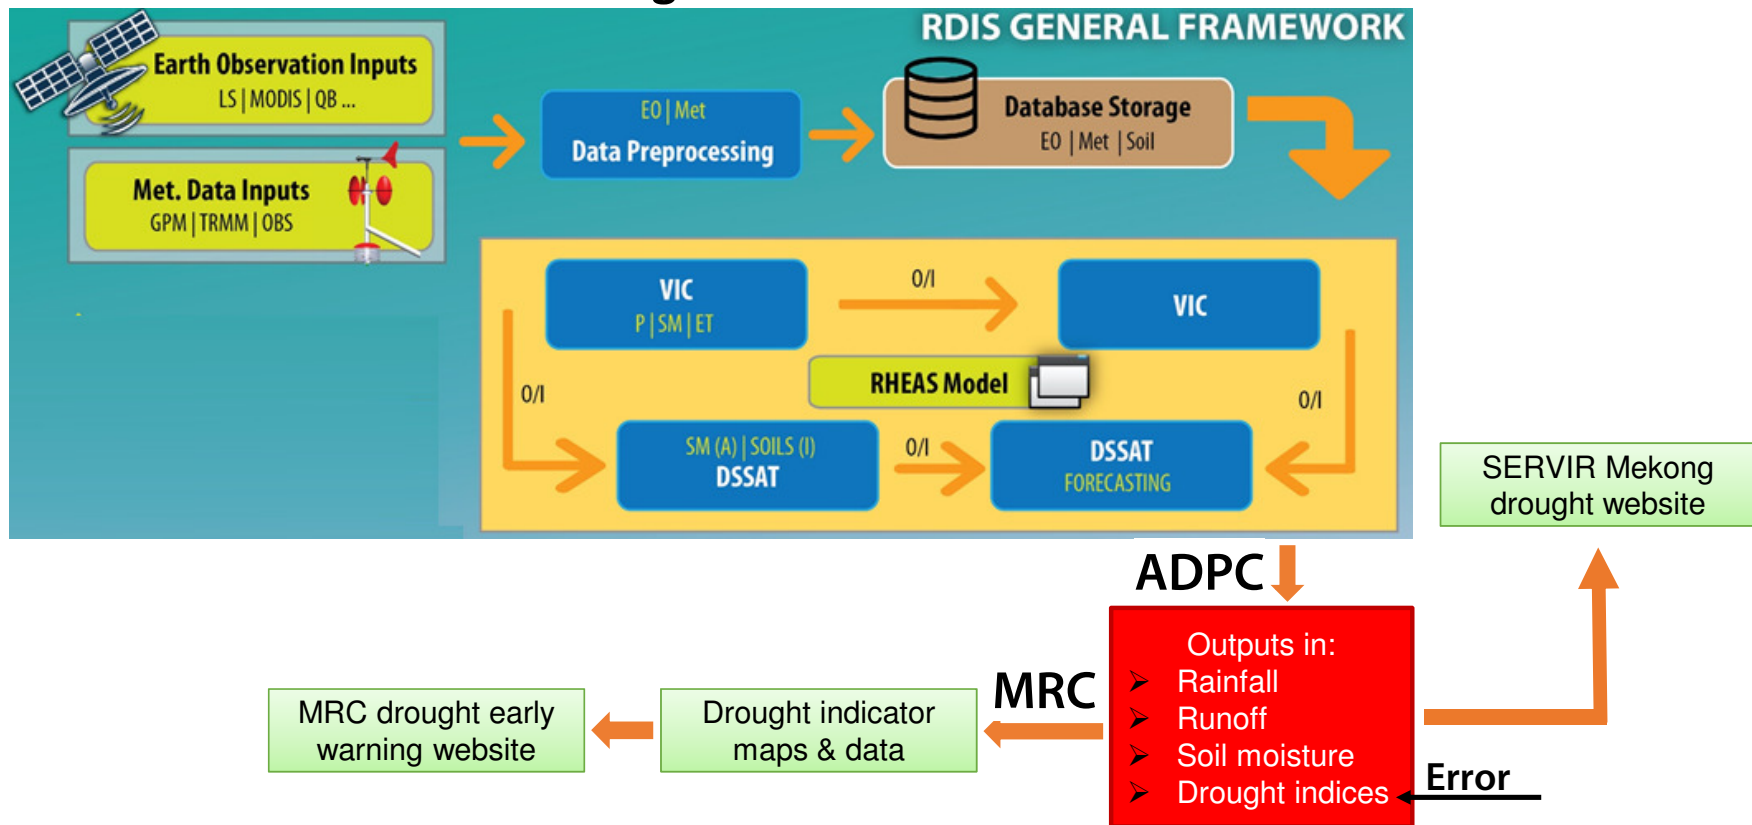 RDIS GENERAL FRAMEWORK
Earth Observation Inputs
LS | MODIS | QB ...
EO | Met
Data Preprocessing
Database Storage
EO | Met | Soil
Met. Data Inputs
GPM | TRMM | OBS
VIC
P | SM | ET
O/I
VIC
RHEAS Model
O/I
O/I
SM (A) | SOILS (I)
DSSAT
O/I
DSSAT
FORECASTING
SERVIR Mekong
drought website
ADPC
Outputs in:
➢ Rainfall
➢ Runoff
➢ Soil moisture
➢ Drought indices
MRC
Drought indicator
maps & data
MRC drought early
warning website
Error